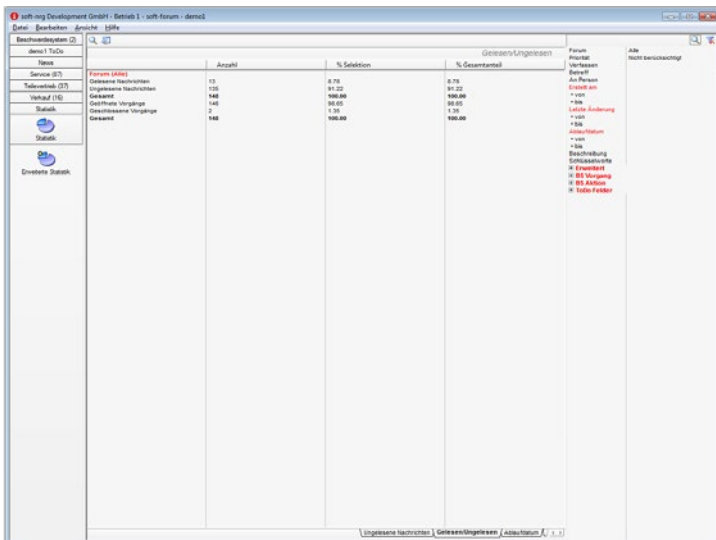 soft-nrg Development GmbH - Betrieb 1 - soft-forum - demo1
Datei Bearbeiten Ansicht Hilfe
Beschwerdesystem (2)
demo1 ToDo
News
Service (87)
Teilevertrieb (37)
Verkauf (16)
Statistik
Statistik
Erweiterte Statistik
Gelesen/Ungelesen
Anzahl % Selektion % Gesamtanteil
Forum (Alle)
Gelesene Nachrichten 13 8.78 8.78
Ungelesene Nachrichten 135 91.22 91.22
Gesamt 148 100.00 100.00
Geöffnete Vorgänge 146 98.65 98.65
Geschlossene Vorgänge 2 1.35 1.35
Gesamt 148 100.00 100.00
Ungelesene Nachrichten Gelesen/Ungelesen Ablaufdatum
Forum Alle
Priorität Nicht berücksichtigt
Verfasser
Betreff
An Person
Erstellt am
- von
- bis
Letzte Änderung
- von
- bis
Ablaufdatum
- von
- bis
Beschreibung
Schlüsselworte
Erweitert
BS Vorgang
BS Aktion
ToDo Felder